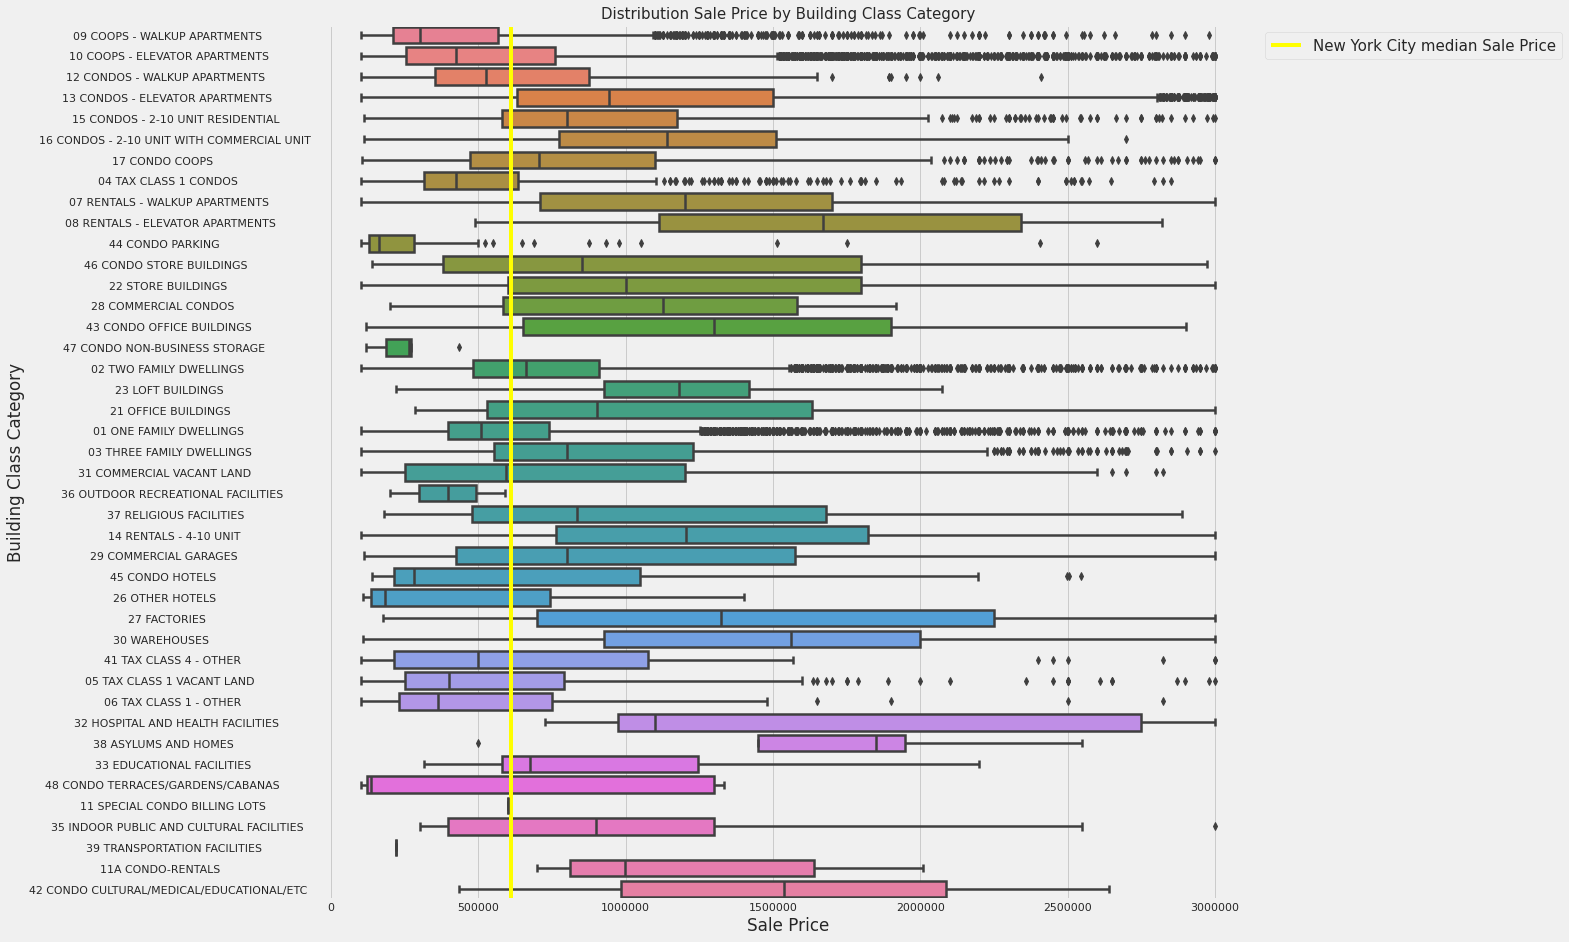 Distribution Sale Price by Building Class Category
New York City median Sale Price
Building Class Category
09 COOPS - WALKUP APARTMENTS
10 COOPS - ELEVATOR APARTMENTS
12 CONDOS - WALKUP APARTMENTS
13 CONDOS - ELEVATOR APARTMENTS
15 CONDOS - 2-10 UNIT RESIDENTIAL
16 CONDOS - 2-10 UNIT WITH COMMERCIAL UNIT
17 CONDO COOPS
04 TAX CLASS 1 CONDOS
07 RENTALS - WALKUP APARTMENTS
08 RENTALS - ELEVATOR APARTMENTS
44 CONDO PARKING
46 CONDO STORE BUILDINGS
22 STORE BUILDINGS
28 COMMERCIAL CONDOS
43 CONDO OFFICE BUILDINGS
47 CONDO NON-BUSINESS STORAGE
02 TWO FAMILY DWELLINGS
23 LOFT BUILDINGS
21 OFFICE BUILDINGS
01 ONE FAMILY DWELLINGS
03 THREE FAMILY DWELLINGS
31 COMMERCIAL VACANT LAND
36 OUTDOOR RECREATIONAL FACILITIES
37 RELIGIOUS FACILITIES
14 RENTALS - 4-10 UNIT
29 COMMERCIAL GARAGES
45 CONDO HOTELS
26 OTHER HOTELS
27 FACTORIES
30 WAREHOUSES
41 TAX CLASS 4 - OTHER
05 TAX CLASS 1 VACANT LAND
06 TAX CLASS 1 - OTHER
32 HOSPITAL AND HEALTH FACILITIES
38 ASYLUMS AND HOMES
33 EDUCATIONAL FACILITIES
48 CONDO TERRACES/GARDENS/CABANAS
11 SPECIAL CONDO BILLING LOTS
35 INDOOR PUBLIC AND CULTURAL FACILITIES
39 TRANSPORTATION FACILITIES
11A CONDO-RENTALS
42 CONDO CULTURAL/MEDICAL/EDUCATIONAL/ETC
0 500000 1000000 1500000 2000000 2500000 3000000
Sale Price